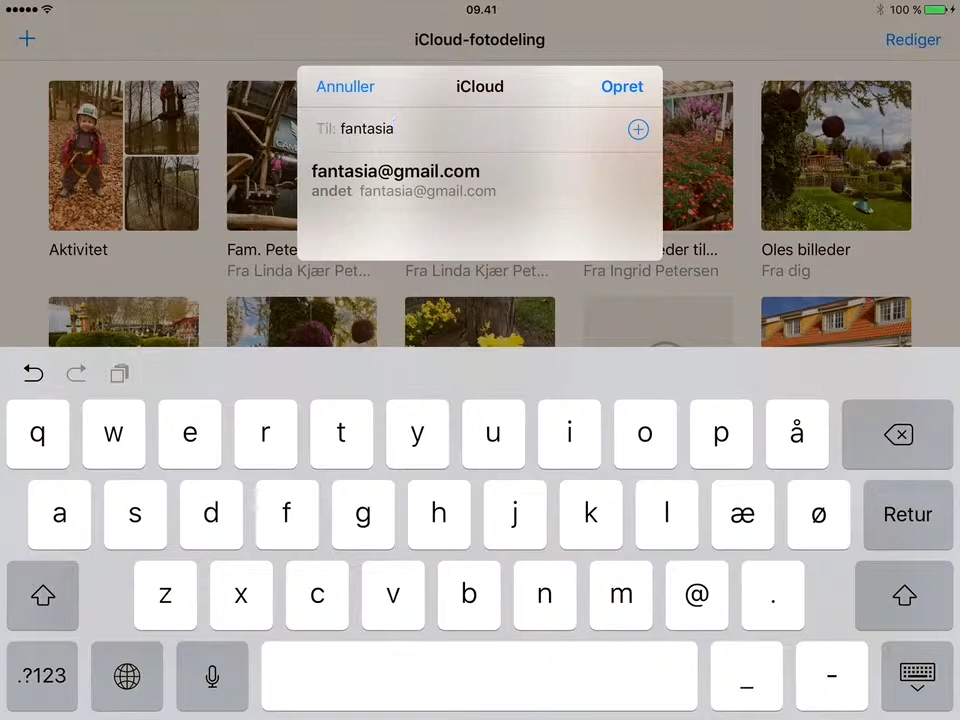 09.41
100 %
iCloud-fotodeling
Rediger
Annuller
iCloud
Opret
Til: fantasia
fantasia@gmail.com
andet fantasia@gmail.com
Aktivitet
Fam. Pete
eder til...
Oles billeder
Fra Linda Kjær Pet...
Fra Linda Kjær Pet...
Fra Ingrid Petersen
Fra dig
q w e r t y u i o p å
a s d f g h j k l æ ø Retur
z x c v b n m @ .
.?123 _ -